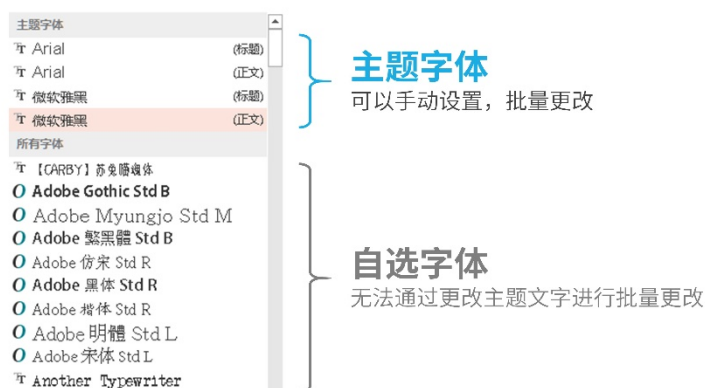 主题字体
Arial (标题)
Arial (正文)
微软雅黑 (标题)
微软雅黑 (正文)
所有字体
【CARBY】苏兔
Adobe Gothic Std B
Adobe Myungjo Std M
Adobe 繁黑體 Std B
Adobe 仿宋 Std R
Adobe 黑体 Std R
Adobe 楷体 Std R
Adobe 明體 Std L
Adobe 宋体 Std L
Another Typewriter
主题字体
可以手动设置，批量更改
自选字体
无法通过更改主题文字进行批量更改